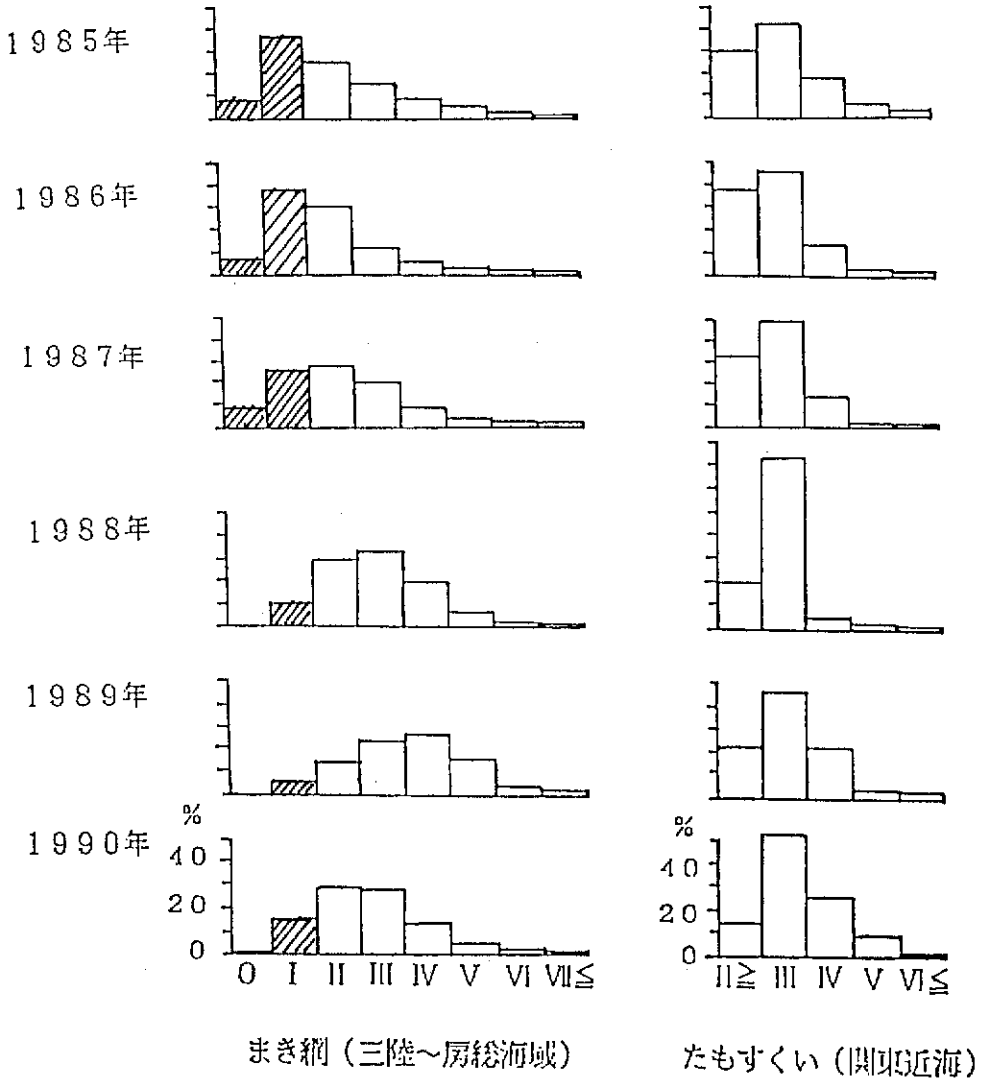 1985年
1986年
1987年
1988年
1989年
1990年
%
40
20
0
O I II III IV V VI VII≦
%
40
20
0
II≧ III IV V VI≦
まき網（三陸～房総海域）
たもすくい（関東近海）